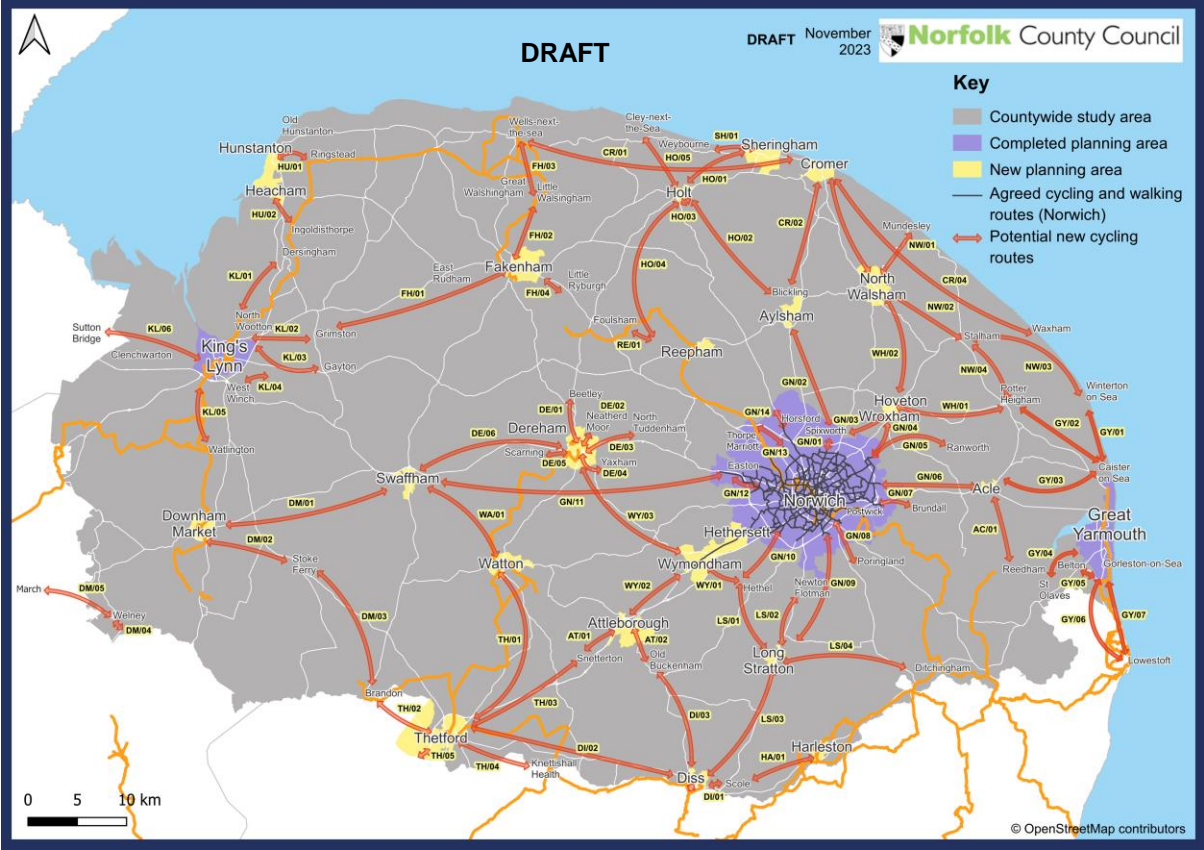 DRAFT
DRAFT November
2023
Norfolk County Council
Key
Countywide study area
Completed planning area
New planning area
Agreed cycling and walking
routes (Norwich)
Potential new cycling
routes
Old
Hunstanton
Hunstanton
Ringstead
HU/01
Heacham
HU/02
Ingoldisthorpe
Dersingham
KL/01
Wells-next-
the-sea
CR/01
FH/03
Great
Walshingham
Little
Walsingham
FH/02
Fakenham
East
Rudham
FH/01
FH/04
Little
Ryburgh
Cley-next-
the-Sea
Weybourne
SH/01
HO/05
Sheringham
HO/01
Holt
HO/03
Cromer
CR/02
HO/02
HO/04
Mundesley
NW/01
North
Walsham
CR/04
NW/02
Blickling
Aylsham
Waxham
Stalham
Foulsham
RE/01
Reepham
WH/02
NW/04
NW/03
GN/02
Sutton
Bridge
KL/06
Clenchwarton
North
Wootton
KL/02
Grimston
King's
Lynn
KL/03
Gayton
West
Winch
KL/04
KL/05
Watlington
Beetley
DE/01
DE/02
Neatherd
Moor
North
Tuddenham
Dereham
DE/06
DE/03
Scarning
DE/05
Yaxham
DE/04
Hoveton
Wroxham
WH/01
Potter
Heigham
Winterton
on Sea
GN/14
Horsford
GN/03
Spixworth
GN/04
Thorpe
Marriott
GN/01
GN/05
Ranworth
GN/13
Easton
GN/12
Norwich
GN/06
GN/07
Acle
Postwick
Brundall
GY/02
GY/01
GY/03
Caister
on Sea
Swaffham
GN/11
DM/01
WA/01
WY/03
Downham
Market
DM/02
Stoke
Ferry
Watton
Hethersett
GN/10
GN/08
Poringland
AC/01
Great
Yarmouth
GY/04
Reedham
Belton
Gorleston-on-Sea
GY/05
St
Olaves
GY/06
GY/07
Lowestoft
Wymondham
WY/02
WY/01
Hethel
Newton
Flotman
GN/09
LS/02
LS/01
March
DM/05
Welney
DM/04
DM/03
TH/01
Attleborough
AT/01
AT/02
Snetterton
Old
Buckenham
Long
Stratton
LS/04
Ditchingham
Brandon
TH/02
TH/03
Thetford
TH/05
TH/04
Knettishall
Health
DI/02
DI/03
LS/03
Diss
DI/01
Scole
HA/01
Harleston
0 5 10 km
© OpenStreetMap contributors